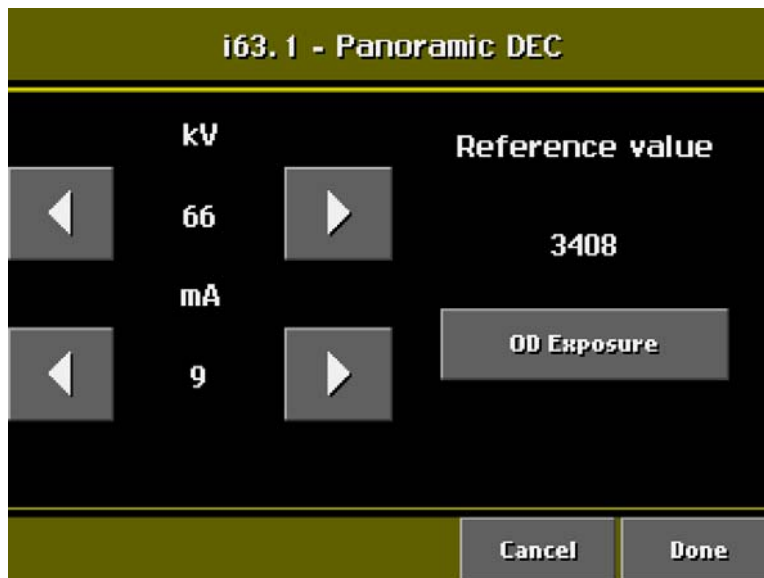 i63.1 - Panoramic DEC
kV
66
mA
9
Reference value
3408
OD Exposure
Cancel
Done